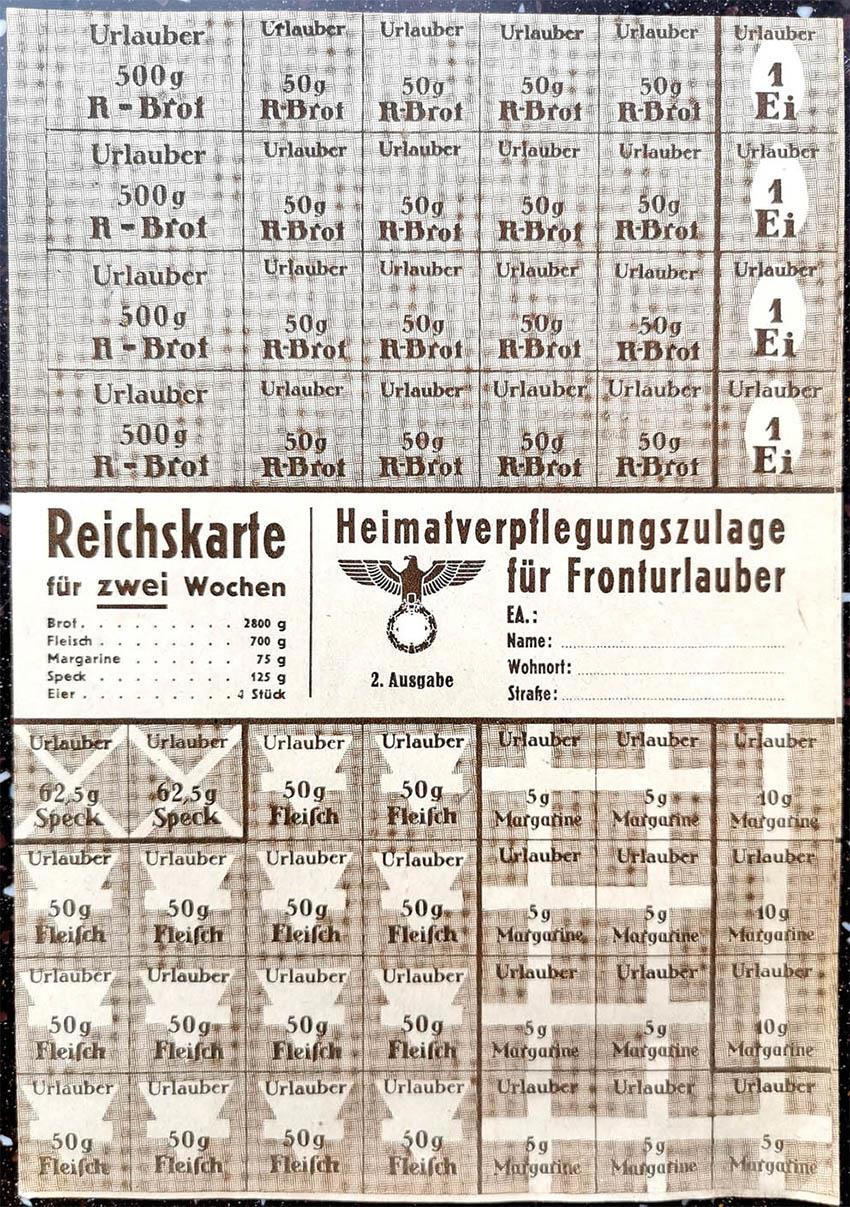 Urlauber Urlauber Urlauber Urlauber Urlauber Urlauber
500g 50g 50g 50g 50g 1
R-Brot R-Brot R-Brot R-Brot R-Brot Ei
Urlauber Urlauber Urlauber Urlauber Urlauber Urlauber
500g 50g 50g 50g 50g 1
R-Brot R-Brot R-Brot R-Brot R-Brot Ei
Urlauber Urlauber Urlauber Urlauber Urlauber Urlauber
500g 50g 50g 50g 50g 1
R-Brot R-Brot R-Brot R-Brot R-Brot Ei
Urlauber Urlauber Urlauber Urlauber Urlauber Urlauber
500g 50g 50g 50g 50g 1
R-Brot R-Brot R-Brot R-Brot R-Brot Ei
Reichskarte
für zwei Wochen
Brot. . . . . . . . . . 2800 g
Fleisch . . . . . . . . 700 g
Margarine . . . . . . 75 g
Speck . . . . . . . . . 125 g
Eier . . . . . . . . . . 4 Stück
Heimatverpflegungszulage
für Fronturlauber
2. Ausgabe
EA.:
Name:
Wohnort:
Straße:
Urlauber Urlauber Urlauber Urlauber Urlauber Urlauber Urlauber
62,5g 62,5g 50g 50g 5g 5g 10g
Speck Speck Fleiſch Fleiſch Margarine Margarine Margarine
Urlauber Urlauber Urlauber Urlauber Urlauber Urlauber Urlauber
50g 50g 50g 50g 5g 5g 10g
Fleiſch Fleiſch Fleiſch Fleiſch Margarine Margarine Margarine
Urlauber Urlauber Urlauber Urlauber Urlauber Urlauber Urlauber
50g 50g 50g 50g 5g 5g 10g
Fleiſch Fleiſch Fleiſch Fleiſch Margarine Margarine Margarine
Urlauber Urlauber Urlauber Urlauber Urlauber Urlauber Urlauber
50g 50g 50g 50g 5g 5g 5g
Fleiſch Fleiſch Fleiſch Fleiſch Margarine Margarine Margarine